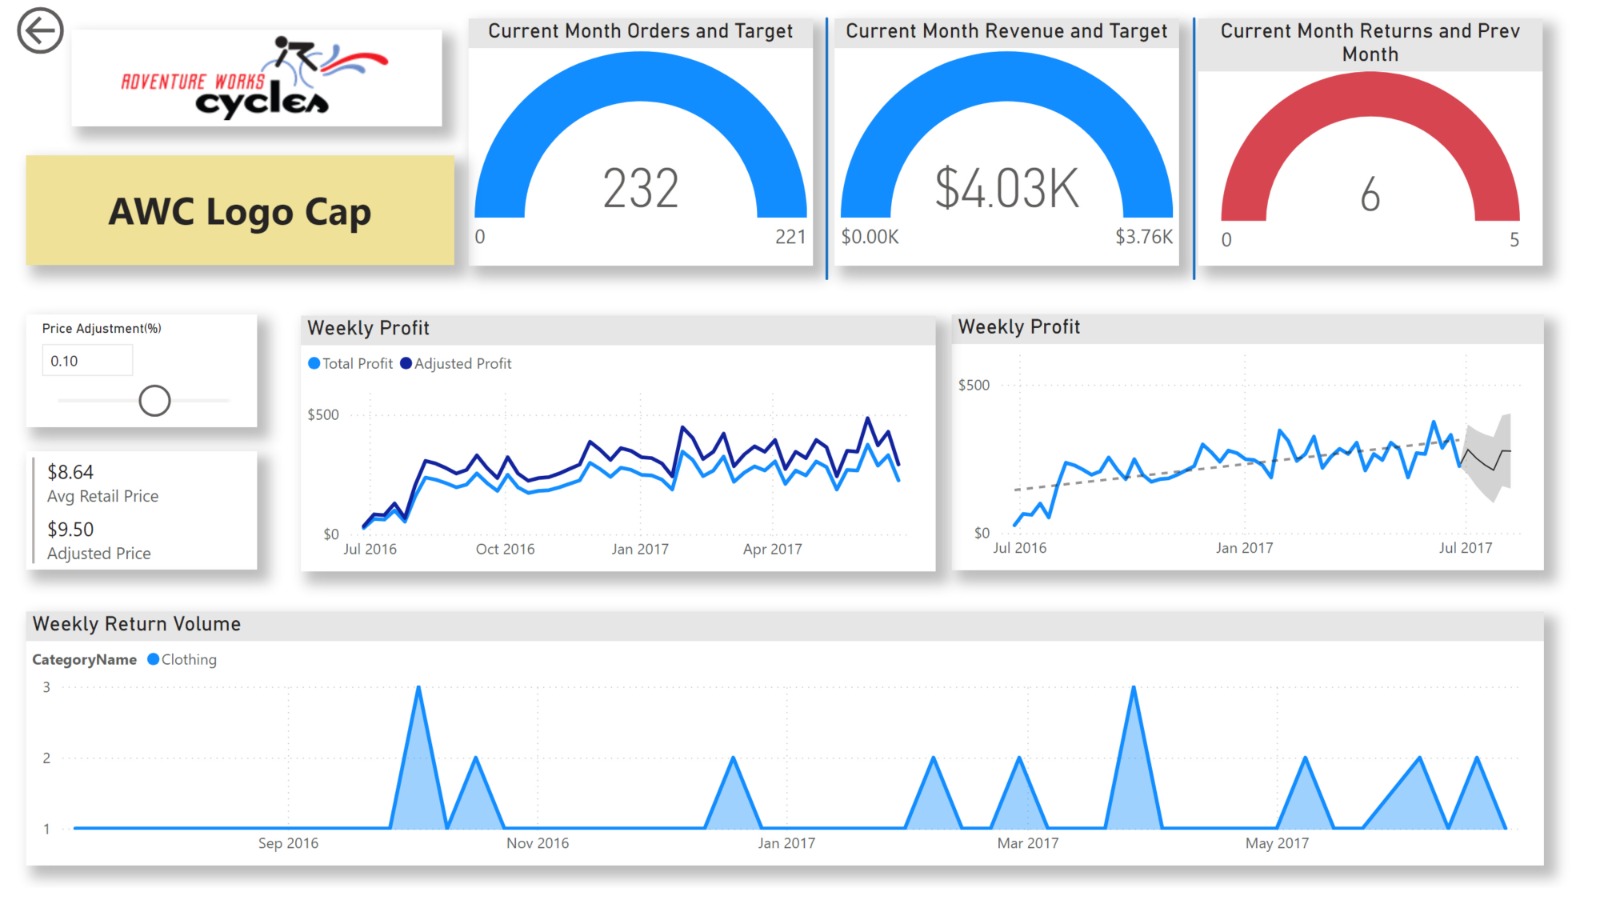 ADVENTURE WORKS
cycles
AWC Logo Cap
Current Month Orders and Target
232
0
221
Current Month Revenue and Target
$4.03K
$0.00K
$3.76K
Current Month Returns and Prev
Month
6
0
5
Price Adjustment(%)
0.10
$8.64
Avg Retail Price
$9.50
Adjusted Price
Weekly Profit
Total Profit Adjusted Profit
$500
$0
Jul 2016 Oct 2016 Jan 2017 Apr 2017
Weekly Profit
$500
$0
Jul 2016 Jan 2017 Jul 2017
Weekly Return Volume
CategoryName Clothing
3
2
1
Sep 2016 Nov 2016 Jan 2017 Mar 2017 May 2017